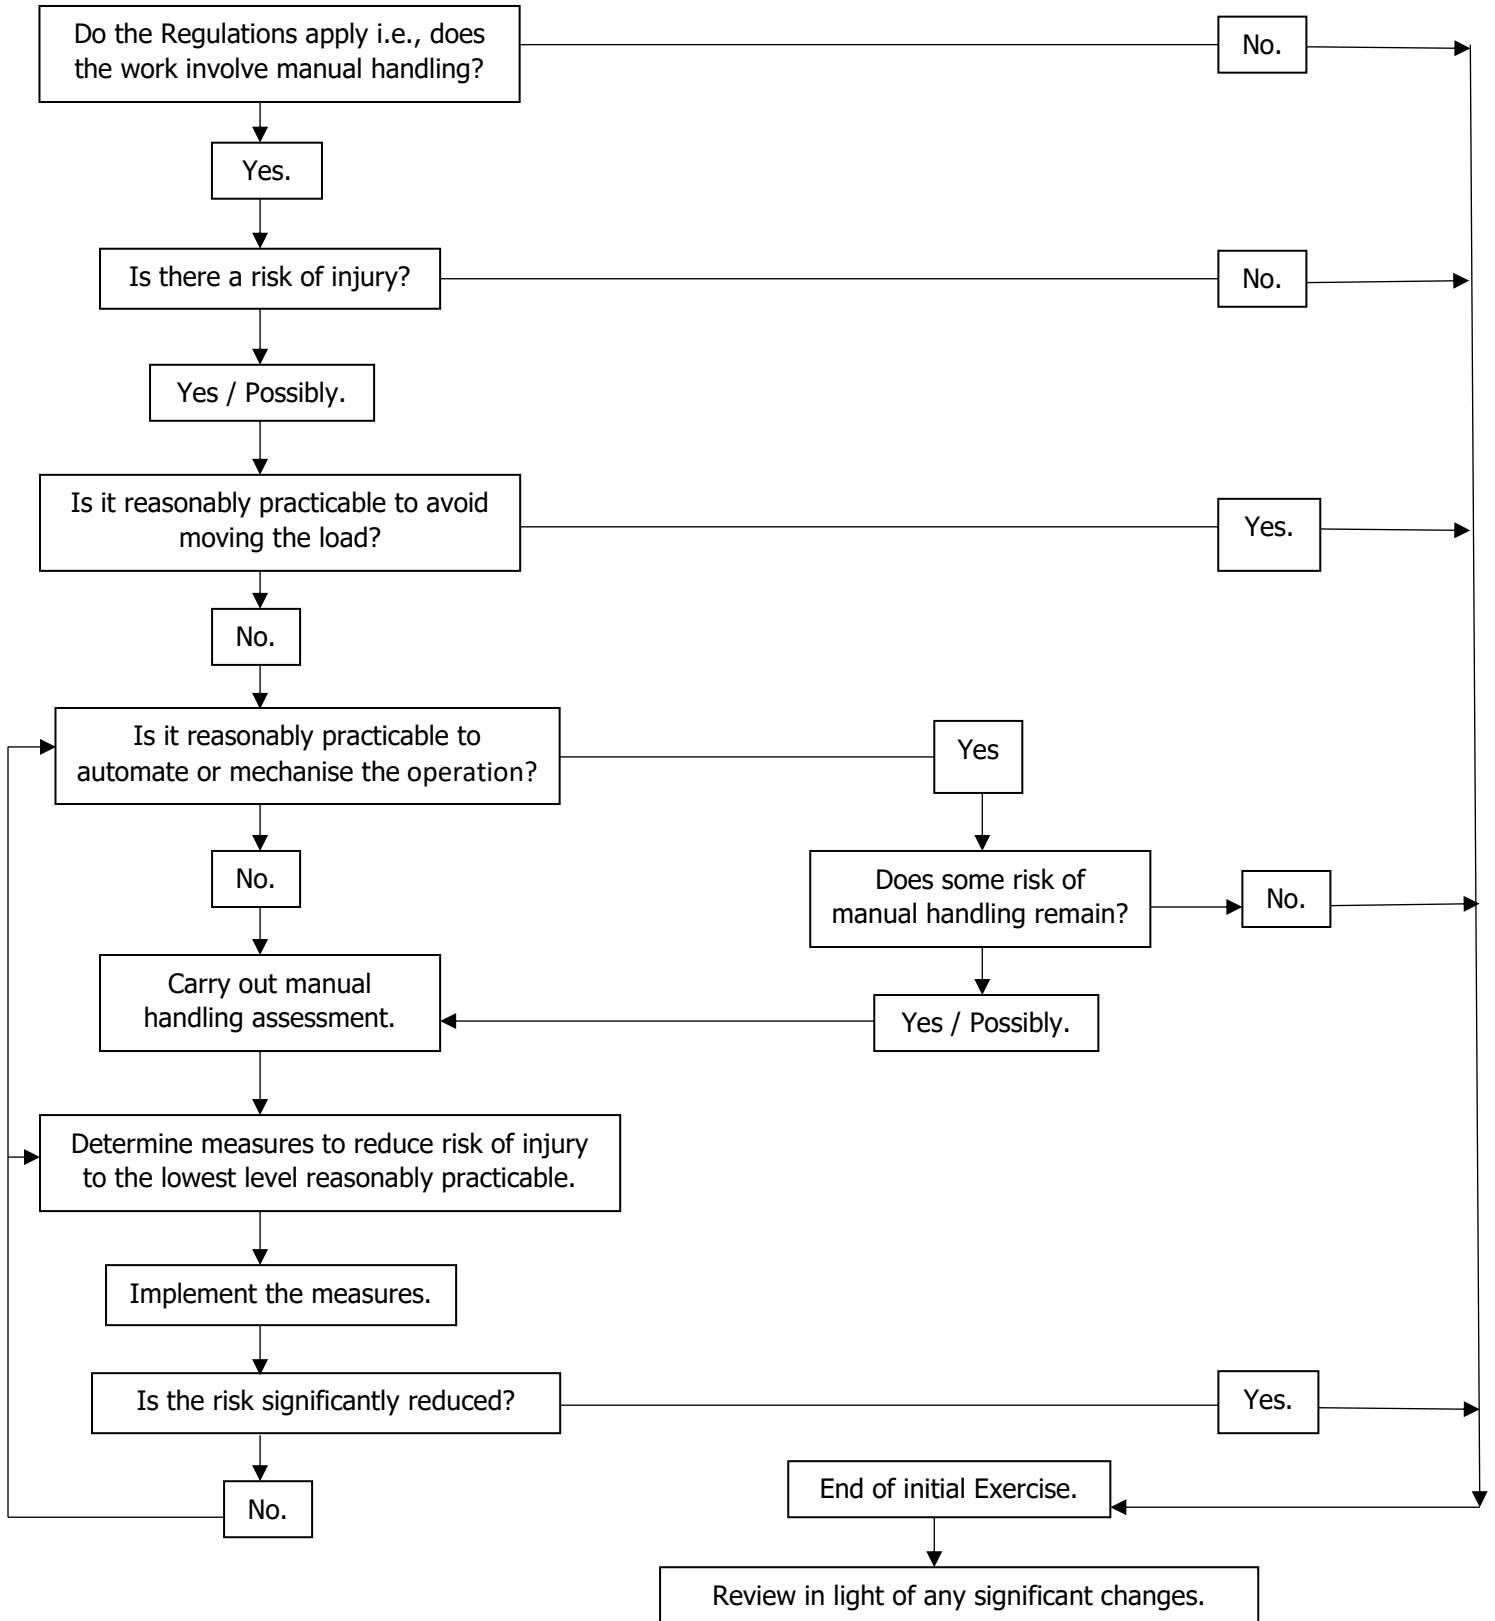 Do the Regulations apply i.e., does
the work involve manual handling?
No.
Yes.
Is there a risk of injury?
No.
Yes / Possibly.
Is it reasonably practicable to avoid
moving the load?
Yes.
No.
Is it reasonably practicable to
automate or mechanise the operation?
Yes
No.
Does some risk of
manual handling remain?
No.
Carry out manual
handling assessment.
Yes / Possibly.
Determine measures to reduce risk of injury
to the lowest level reasonably practicable.
Implement the measures.
Is the risk significantly reduced?
Yes.
No.
End of initial Exercise.
Review in light of any significant changes.